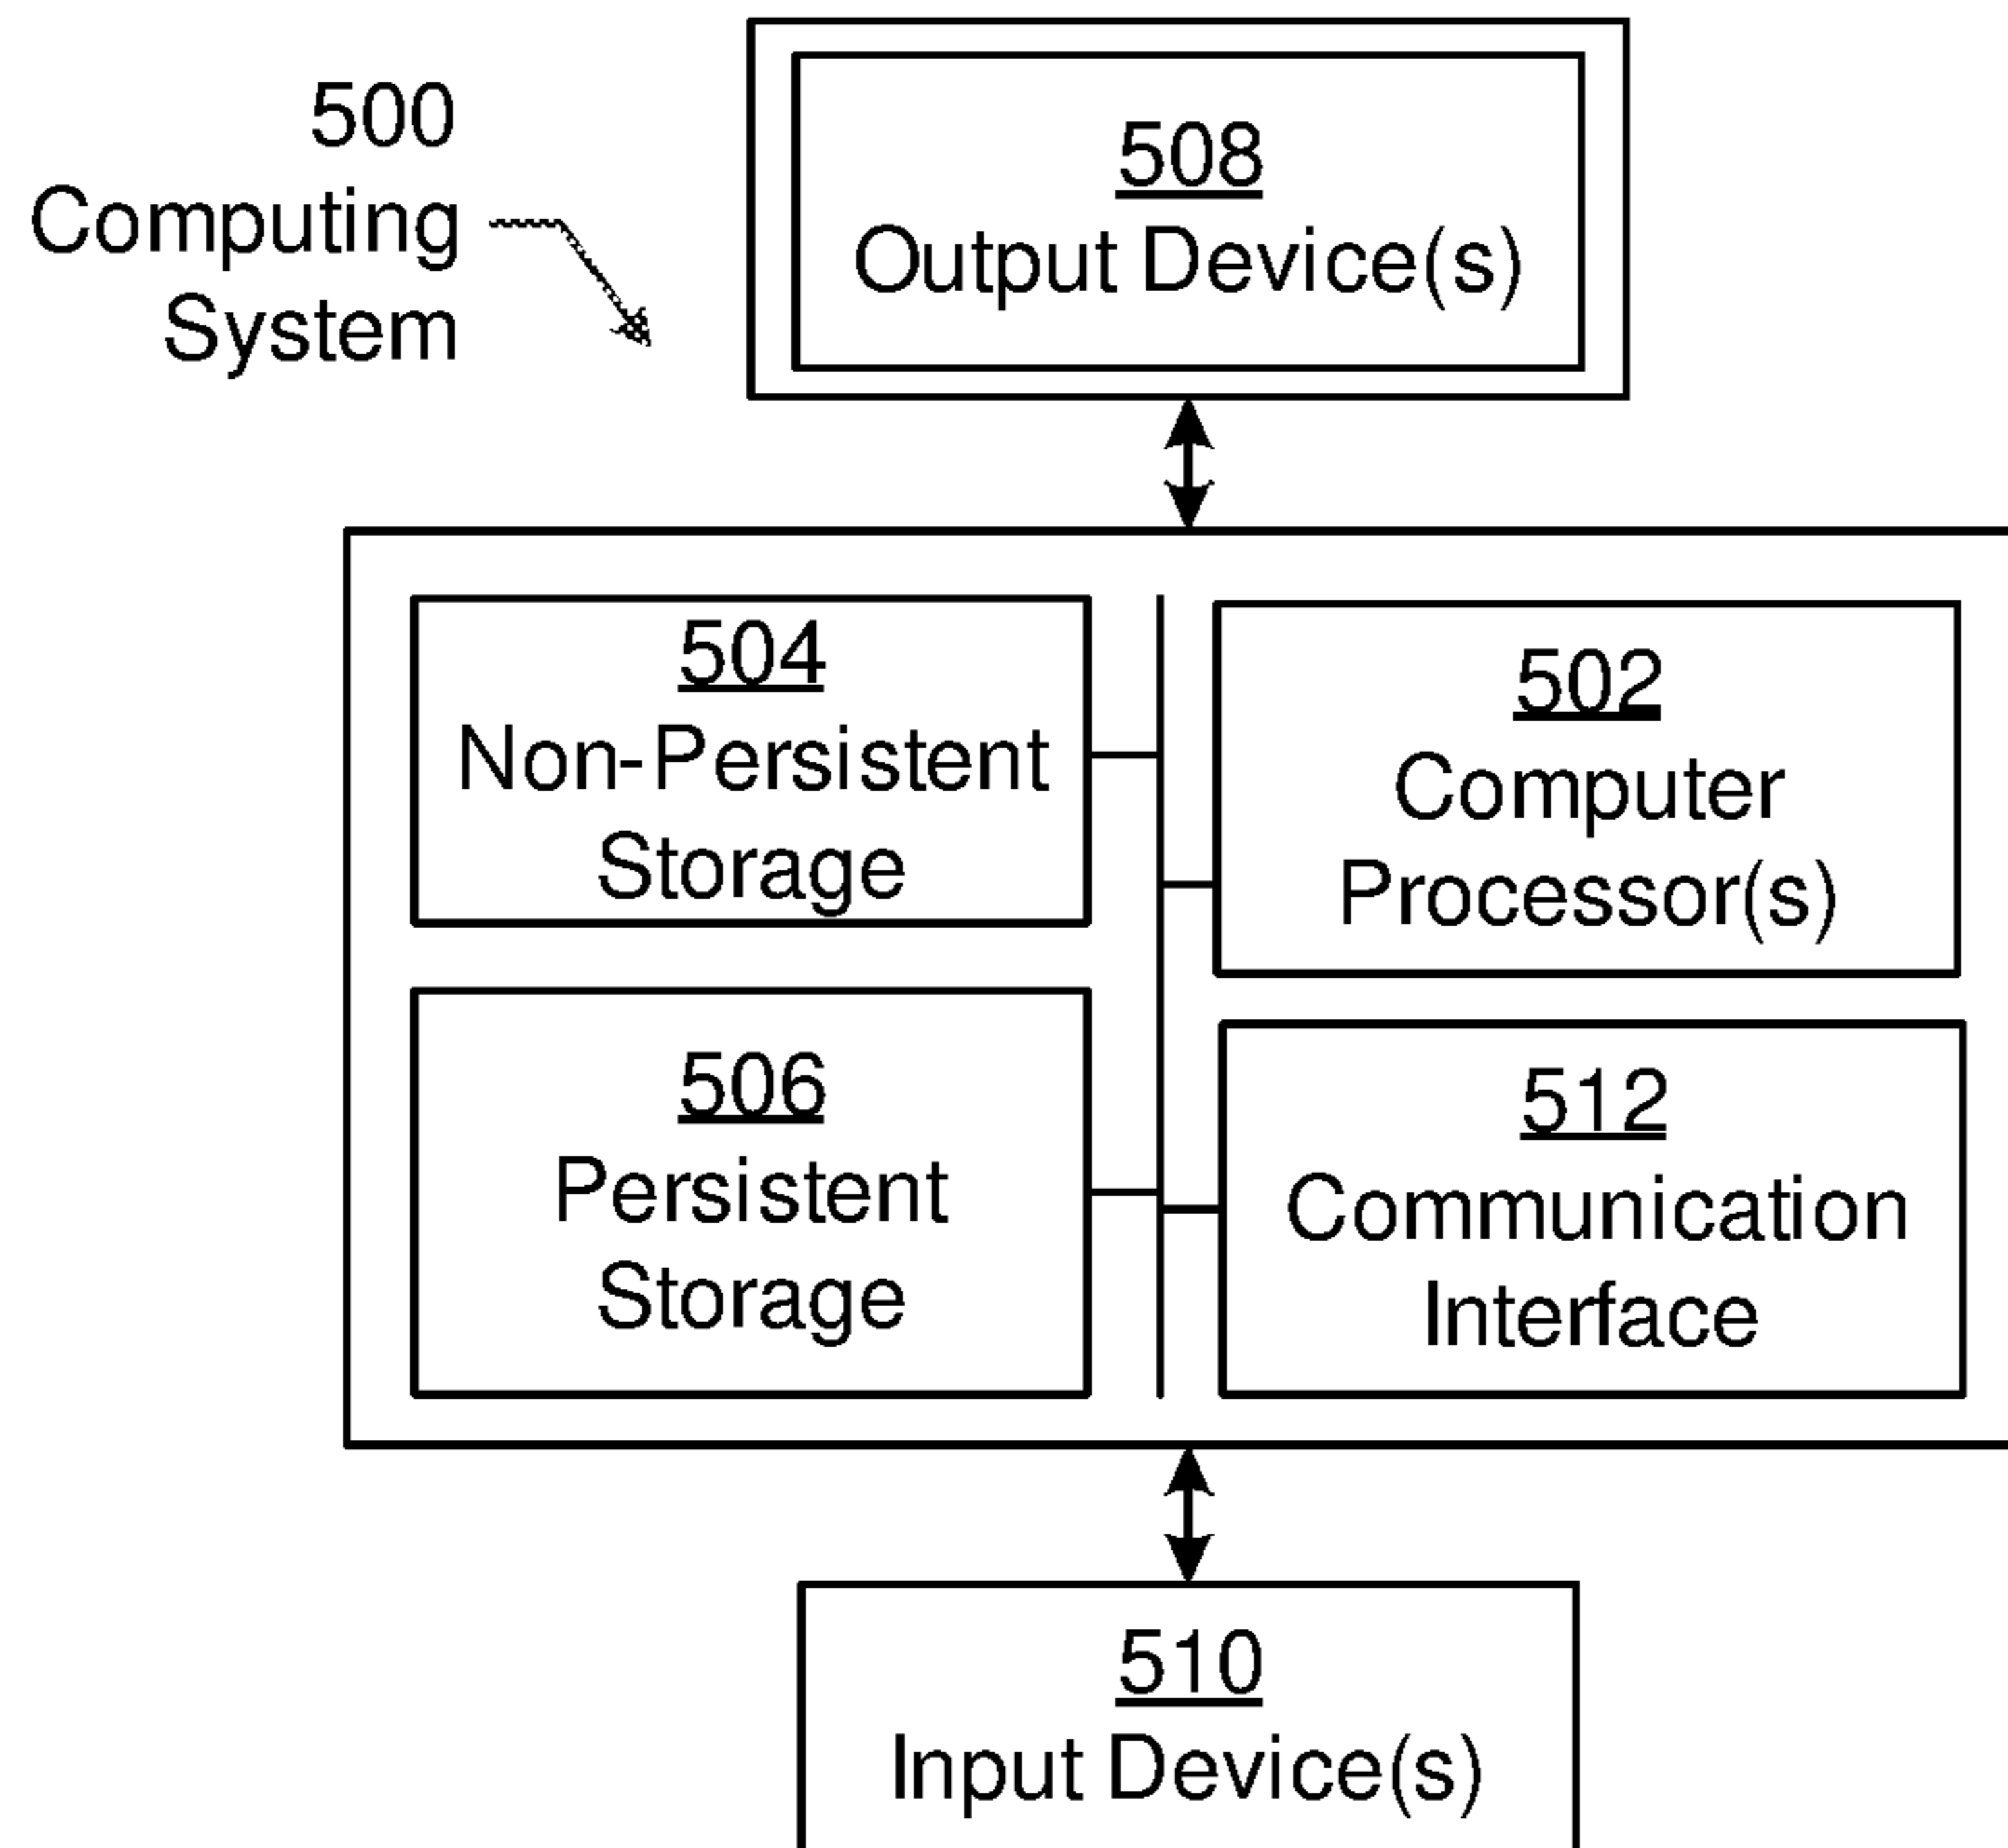 500
Computing
System
508
Output Device(s)
504
Non-Persistent
Storage
502
Computer
Processor(s)
506
Persistent
Storage
512
Communication
Interface
510
Input Device(s)